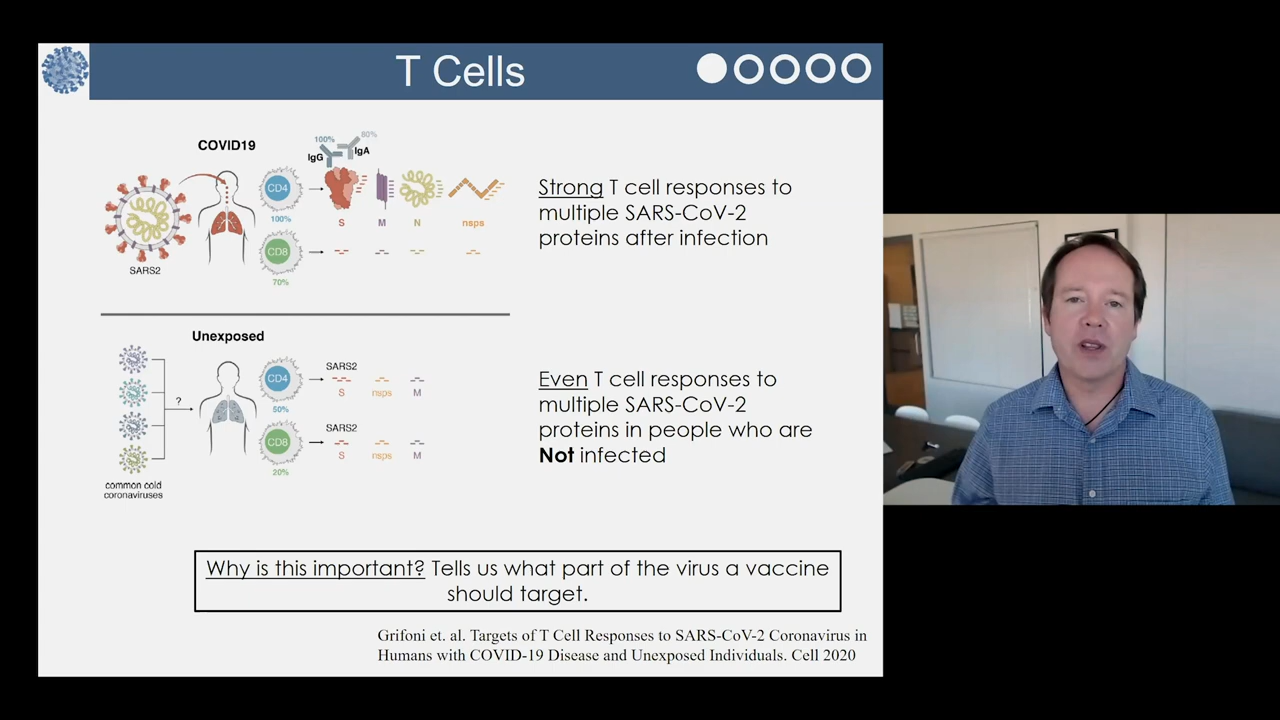 T Cells
COVID19
100%
80%
IgG
IgA
CD4
100%
S
M
N
nsps
SARS2
CD8
70%
Strong T cell responses to
multiple SARS-CoV-2
proteins after infection
Unexposed
?
CD4
50%
SARS2
S
nsps
M
CD8
20%
SARS2
S
nsps
M
common cold
coronaviruses
Even T cell responses to
multiple SARS-CoV-2
proteins in people who are
Not infected
Why is this important? Tells us what part of the virus a vaccine
should target.
Grifoni et. al. Targets of T Cell Responses to SARS-CoV-2 Coronavirus in
Humans with COVID-19 Disease and Unexposed Individuals. Cell 2020